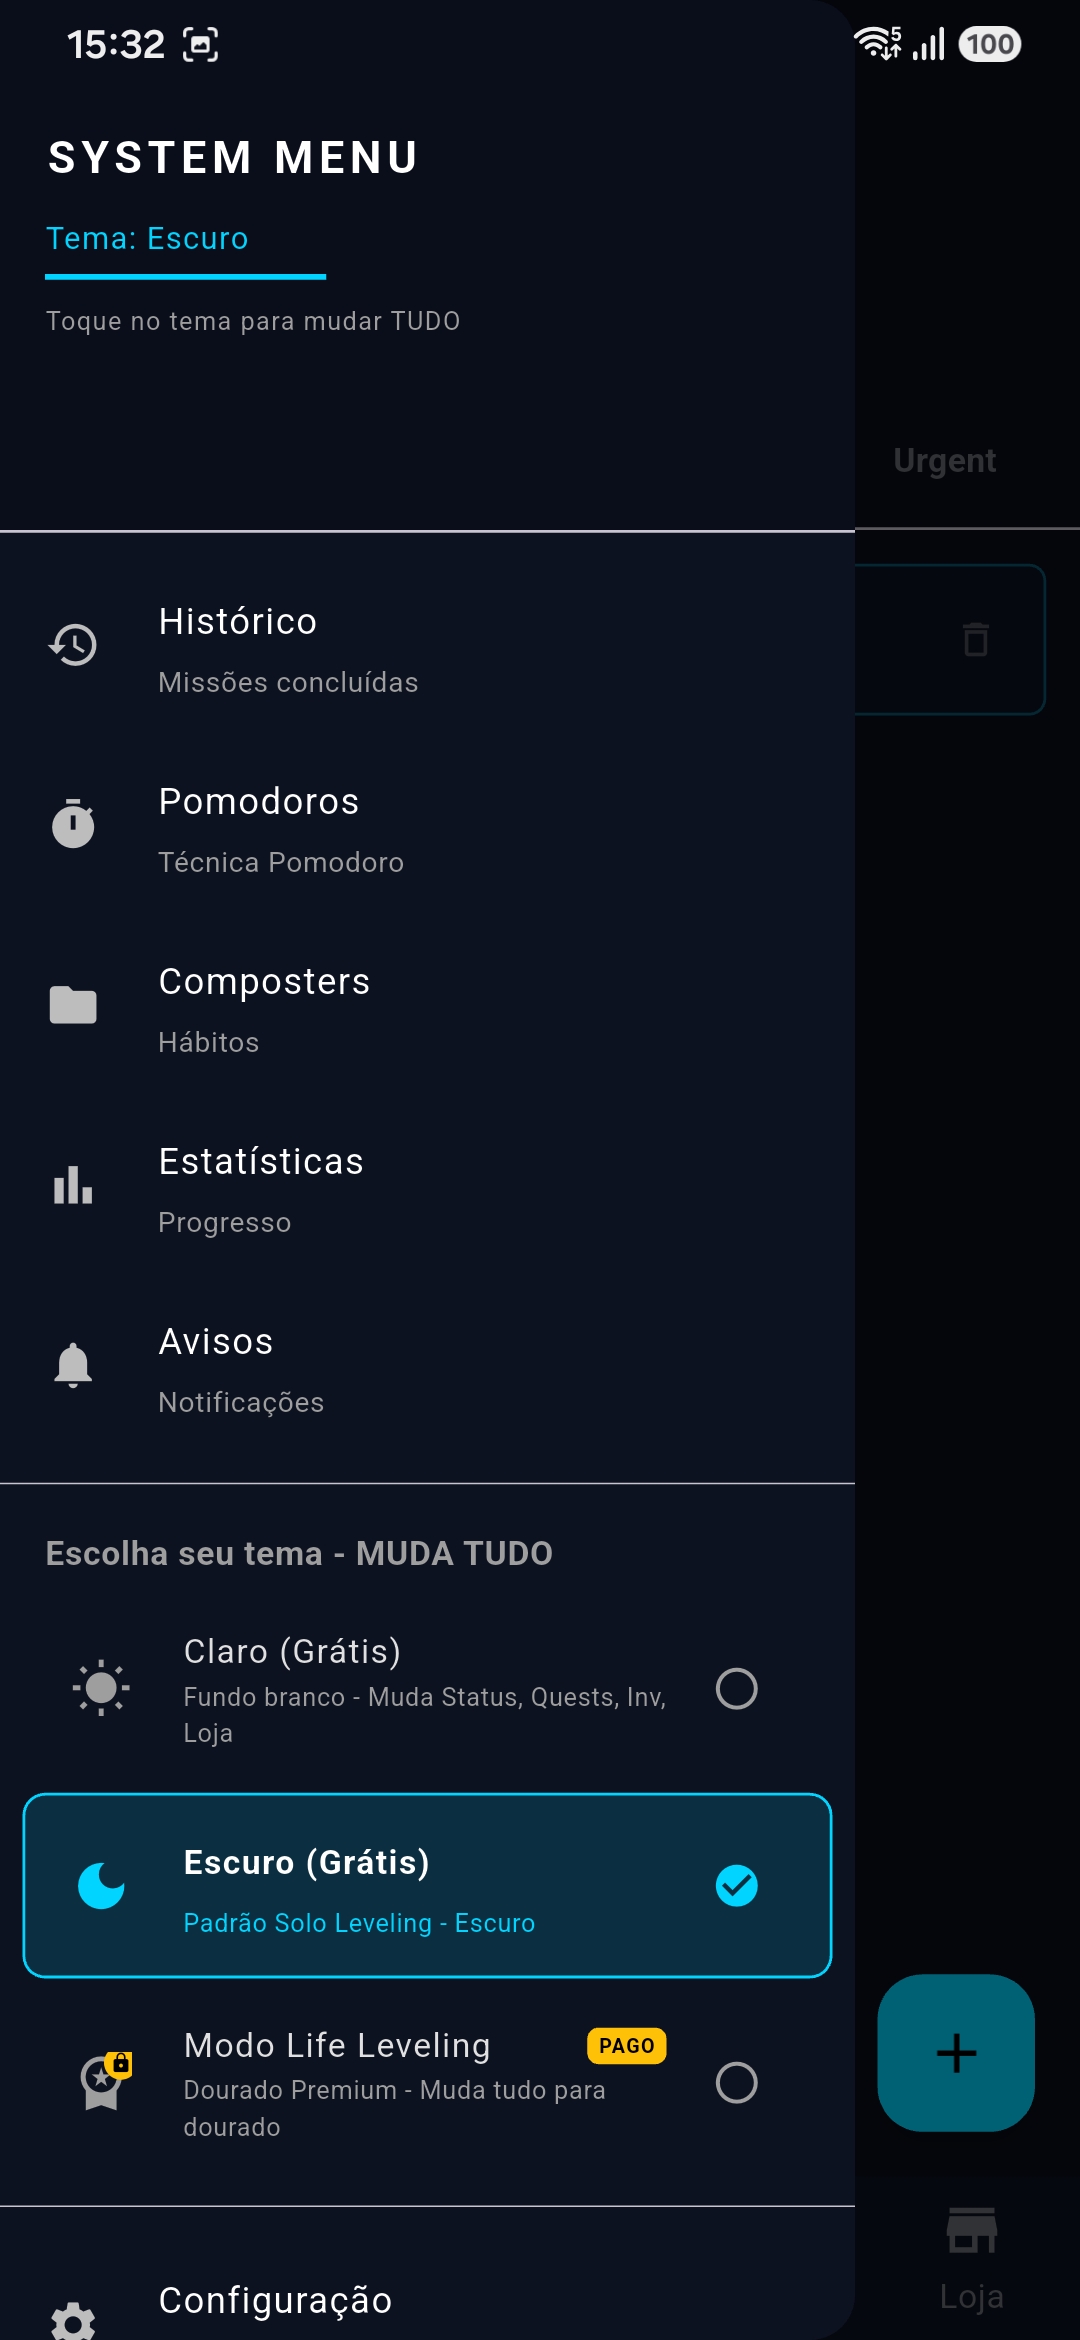 15:32
5
100
SYSTEM MENU
Tema: Escuro
Toque no tema para mudar TUDO
Urgent
Histórico
Missões concluídas
Pomodoros
Técnica Pomodoro
Composters
Hábitos
Estatísticas
Progresso
Avisos
Notificações
Escolha seu tema - MUDA TUDO
Claro (Grátis)
Fundo branco - Muda Status, Quests, Inv,
Loja
Escuro (Grátis)
Padrão Solo Leveling - Escuro
Modo Life Leveling PAGO
Dourado Premium - Muda tudo para
dourado
Loja
Configuração